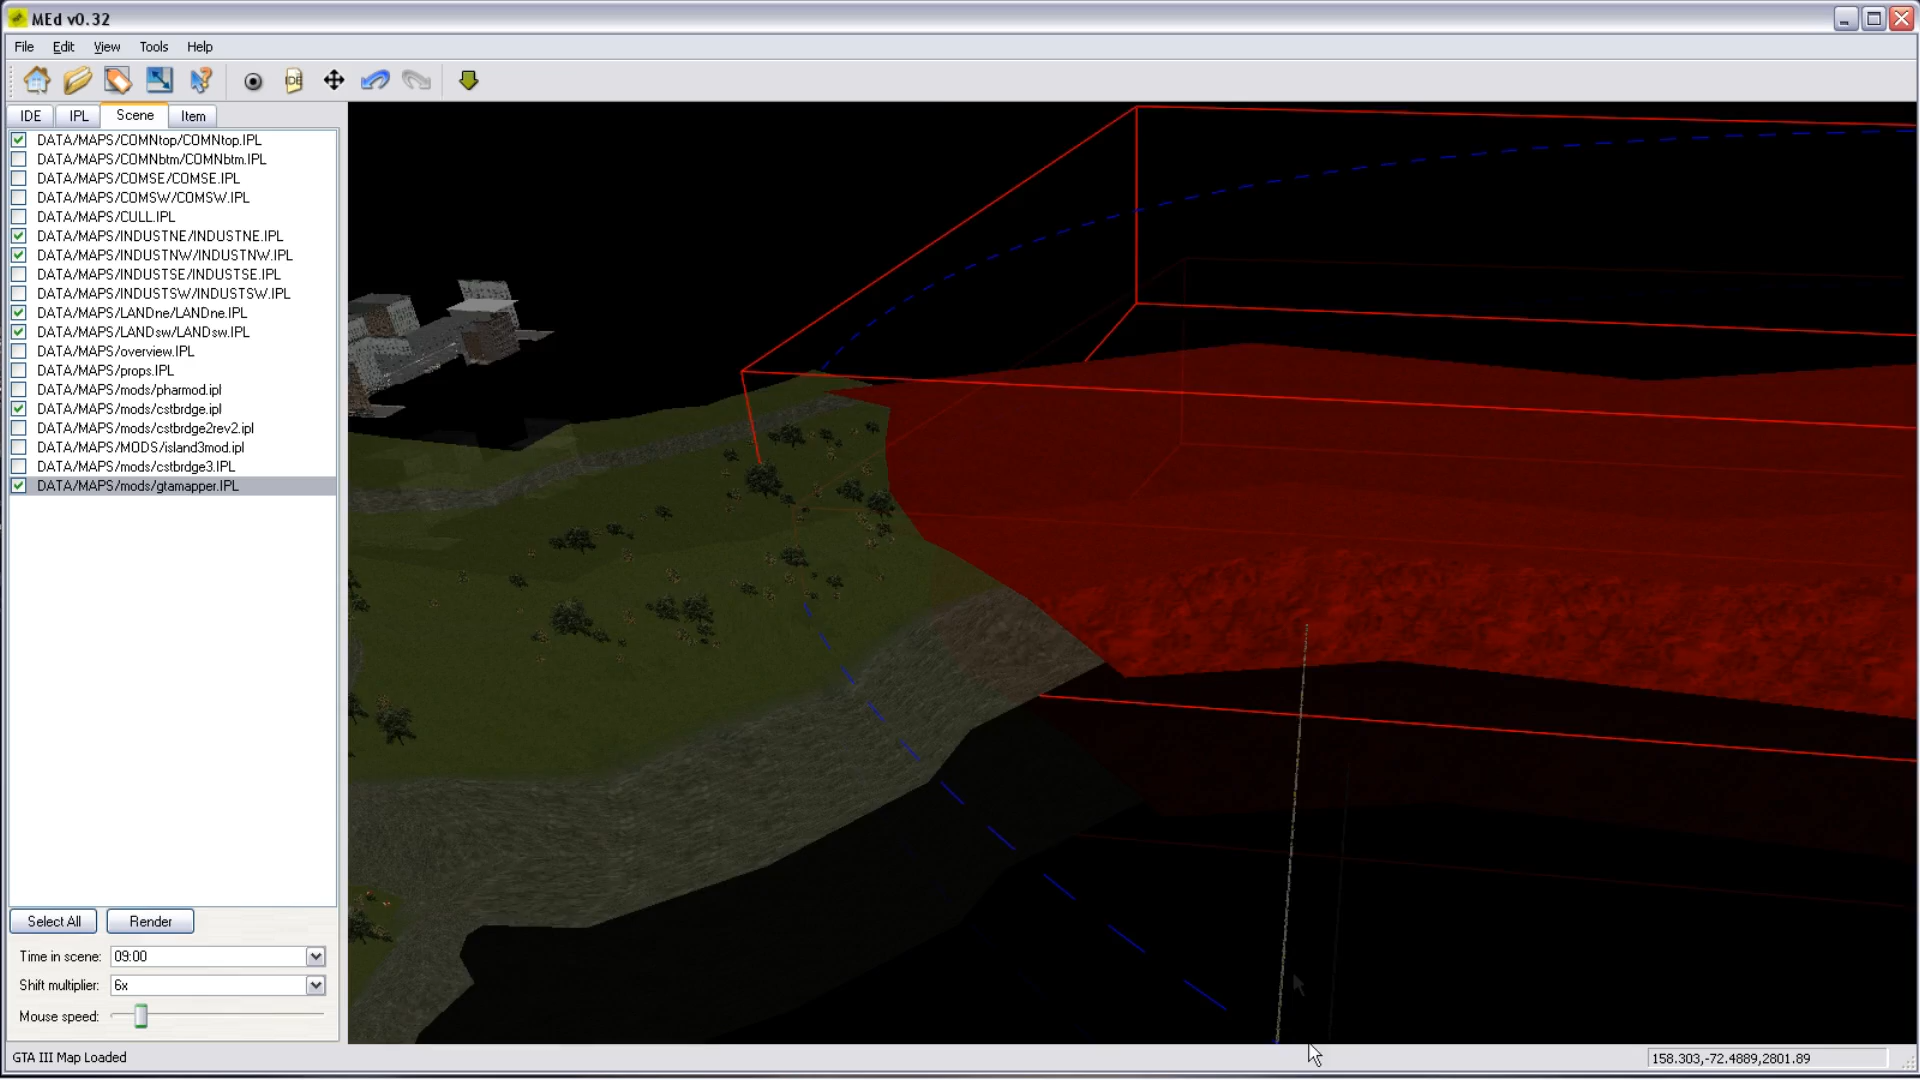 MEd v0.32
File Edit View Tools Help
IDE
IDE IPL Scene Item
DATA/MAPS/COMNtop/COMNtop.IPL
DATA/MAPS/COMNbtm/COMNbtm.IPL
DATA/MAPS/COMSE/COMSE.IPL
DATA/MAPS/COMSW/COMSW.IPL
DATA/MAPS/CULL.IPL
DATA/MAPS/INDUSTNE/INDUSTNE.IPL
DATA/MAPS/INDUSTNW/INDUSTNW.IPL
DATA/MAPS/INDUSTSE/INDUSTSE.IPL
DATA/MAPS/INDUSTSW/INDUSTSW.IPL
DATA/MAPS/LANDne/LANDne.IPL
DATA/MAPS/LANDsw/LANDsw.IPL
DATA/MAPS/overview.IPL
DATA/MAPS/props.IPL
DATA/MAPS/mods/pharmod.ipl
DATA/MAPS/mods/cstbrdge.ipl
DATA/MAPS/mods/cstbrdge2rev2.ipl
DATA/MAPS/MODS/island3mod.ipl
DATA/MAPS/mods/cstbrdge3.IPL
DATA/MAPS/mods/gtamapper.IPL
Select All Render
Time in scene: 09:00
Shift multiplier: 6x
Mouse speed:
GTA III Map Loaded
158.303,-72.4889,2801.89